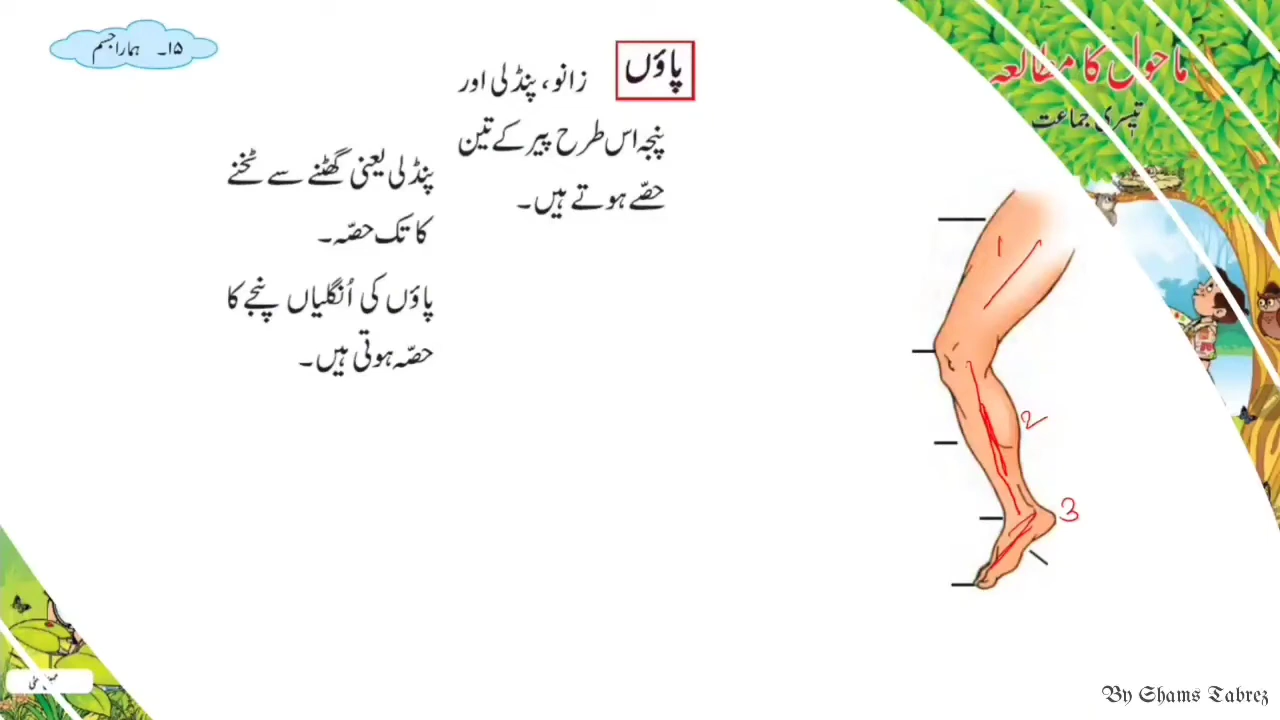 ۱۵۔ ہمارا جسم
ماحول کا مطالعہ
تیسری جماعت
پاؤں
زانو، پنڈلی اور
پنجہ اس طرح پیر کے تین
حصّے ہوتے ہیں۔
پنڈلی یعنی گھٹنے سے ٹخنے
کا تک حصّہ۔
پاؤں کی اُنگلیاں پنجے کا
حصّہ ہوتی ہیں۔
1
2
3
By Shams Tabrez